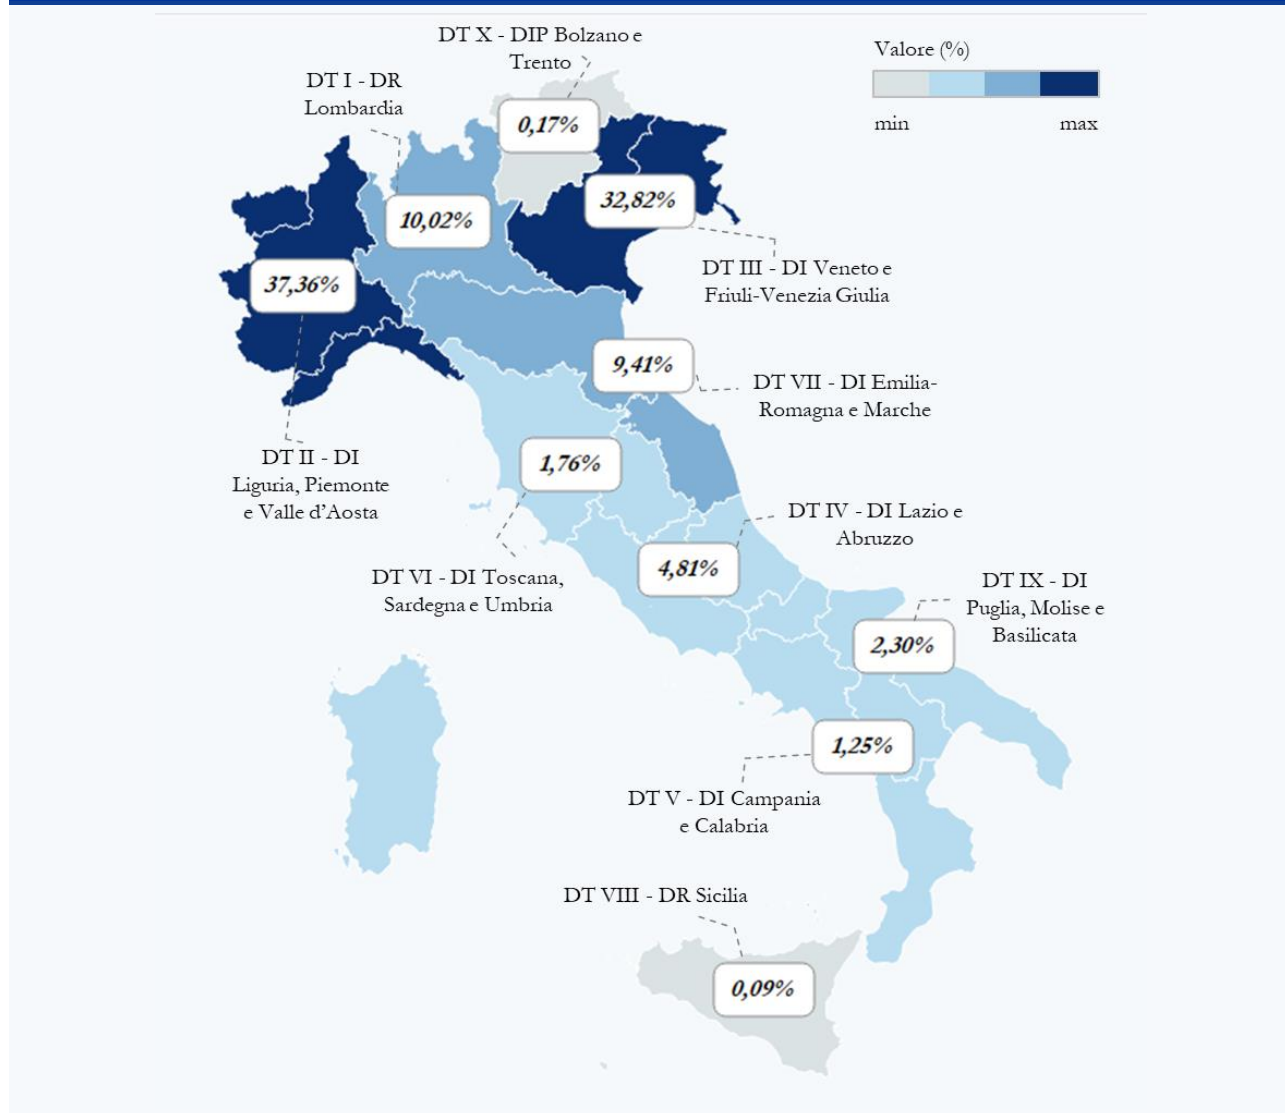 DT X - DIP Bolzano e
Trento
Valore (%)
min
max
DT I - DR
Lombardia
0,17%
32,82%
10,02%
DT III - DI Veneto e
Friuli-Venezia Giulia
37,36%
9,41%
DT VII - DI Emilia-
Romagna e Marche
DT II - DI
Liguria, Piemonte
e Valle d’Aosta
1,76%
DT IV - DI Lazio e
Abruzzo
4,81%
DT VI - DI Toscana,
Sardegna e Umbria
DT IX - DI
Puglia, Molise e
Basilicata
2,30%
1,25%
DT V - DI Campania
e Calabria
DT VIII - DR Sicilia
0,09%